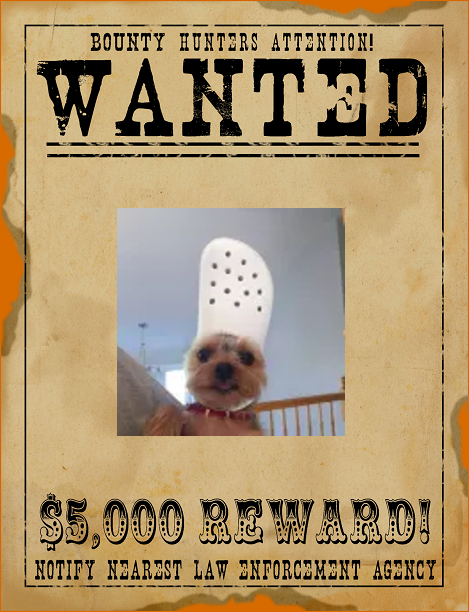 BOUNTY HUNTERS ATTENTION!
WANTED
$5,000 REWARD!
NOTIFY NEAREST LAW ENFORCEMENT AGENCY